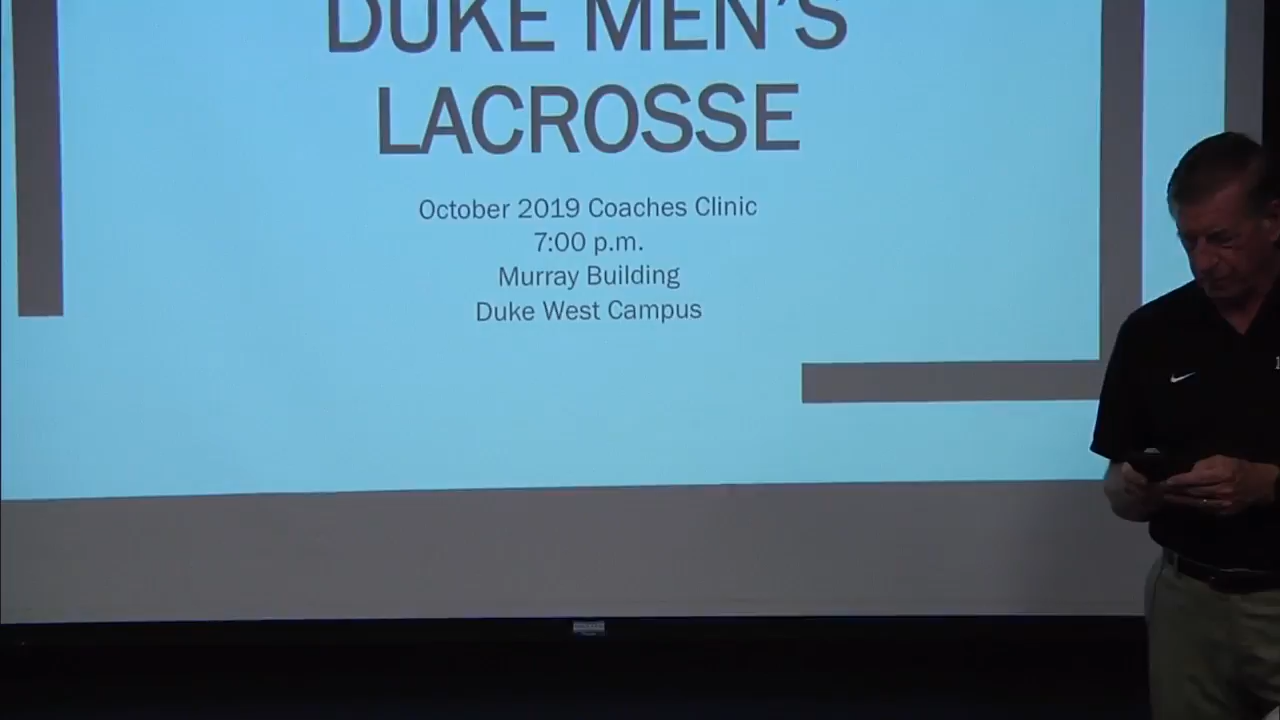 DUKE MEN'S
LACROSSE
October 2019 Coaches Clinic
7:00 p.m.
Murray Building
Duke West Campus